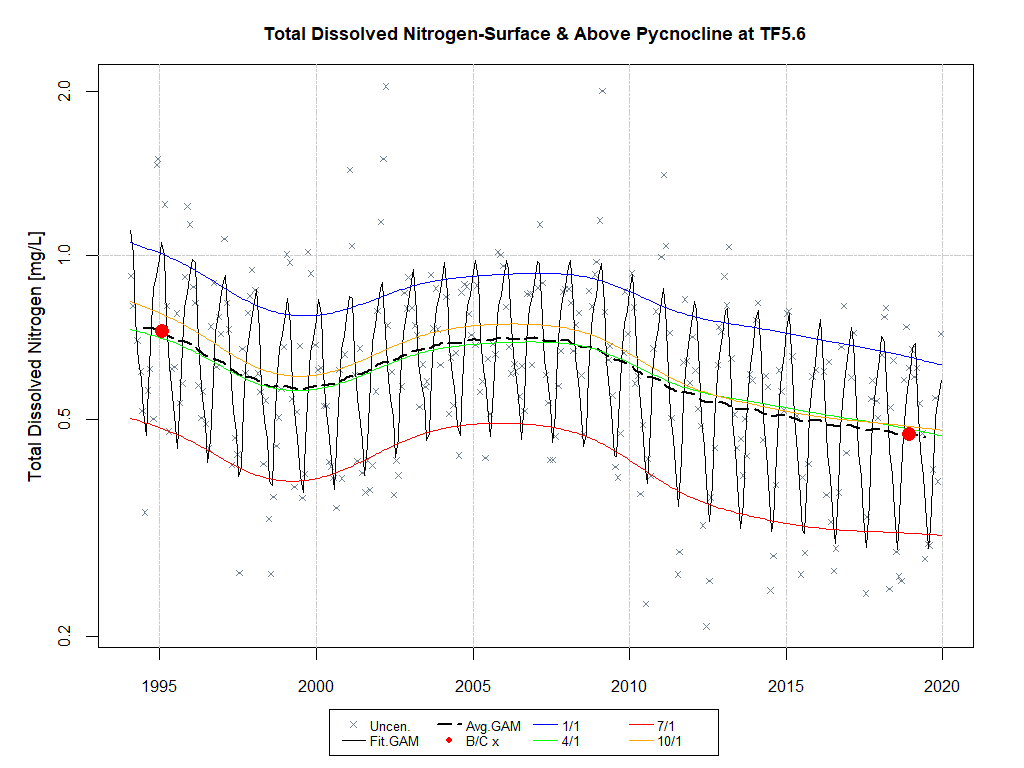 Total Dissolved Nitrogen-Surface & Above Pycnocline at TF5.6
Total Dissolved Nitrogen [mg/L]
2.0
1.0
0.5
0.2
1995 2000 2005 2010 2015 2020
Uncen. Avg.GAM 1/1 7/1
Fit.GAM B/C x 4/1 10/1